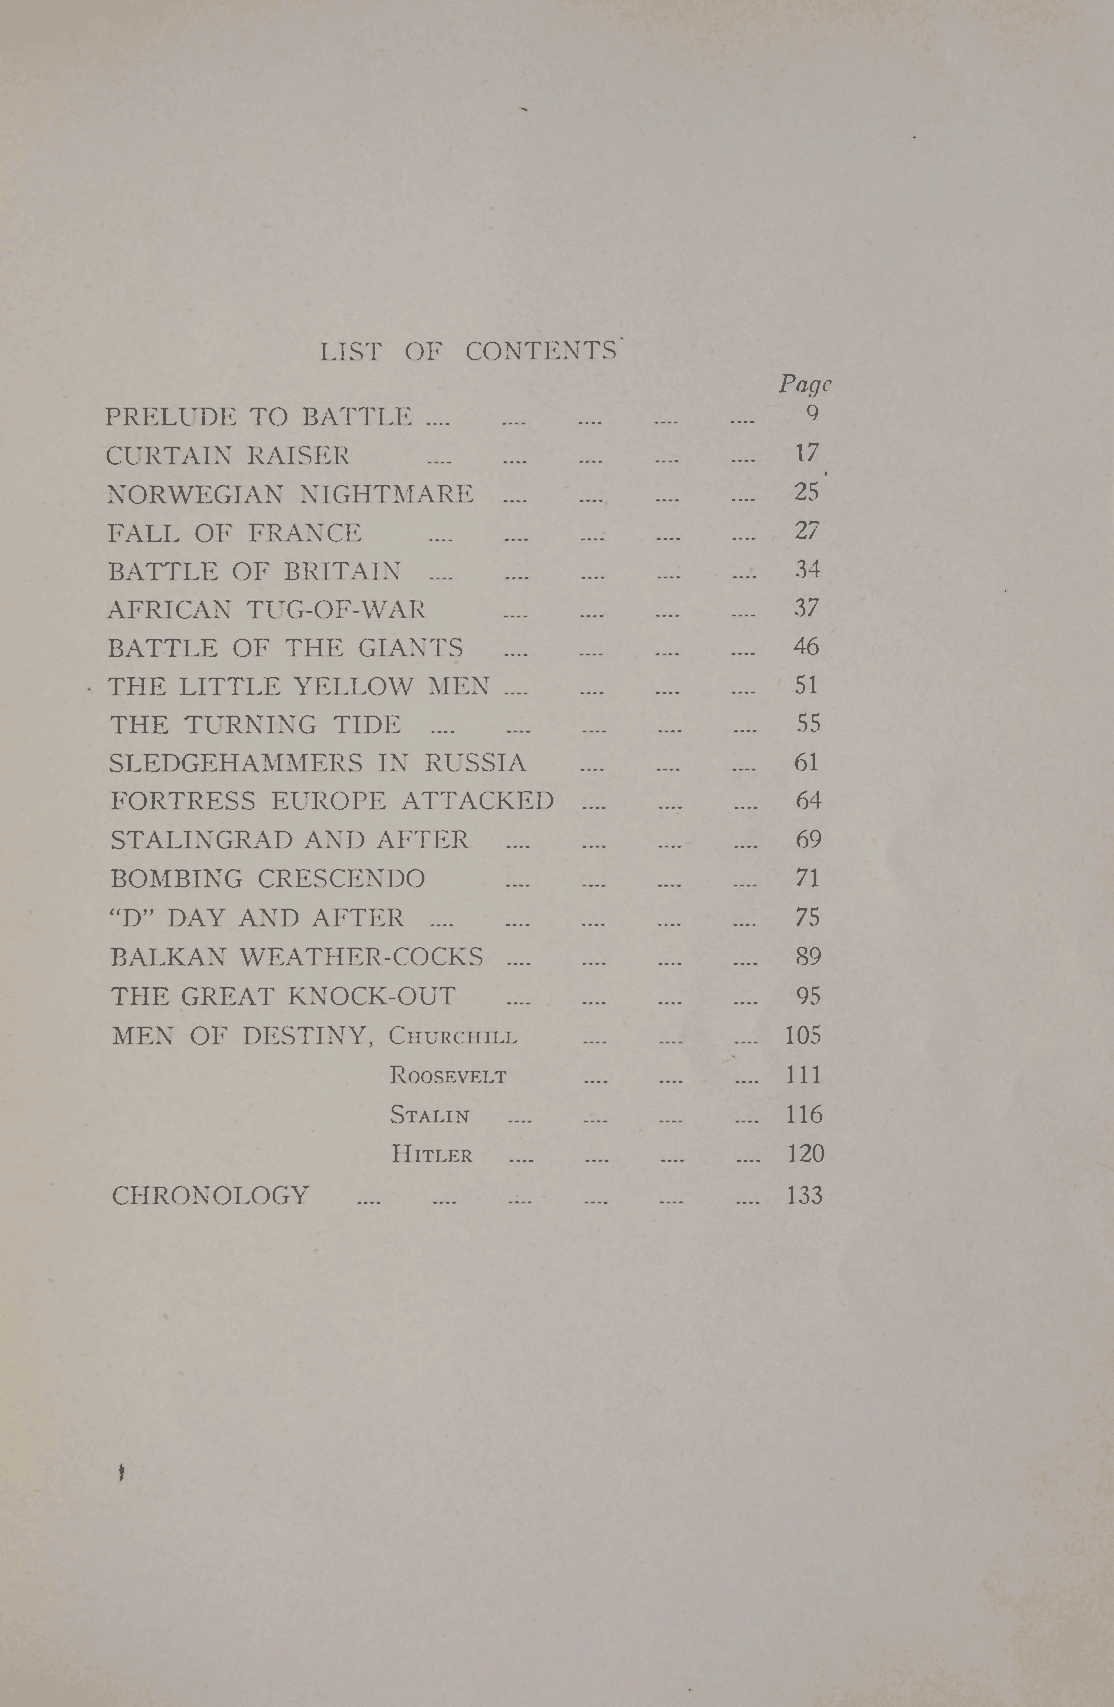 LIST OF CONTENTS
Page
PRELUDE TO BATTLE .... .... .... .... .... 9
CURTAIN RAISER .... .... .... .... .... 17
NORWEGIAN NIGHTMARE .... .... .... .... 25
FALL OF FRANCE .... .... .... .... .... 27
BATTLE OF BRITAIN .... .... .... .... .... 34
AFRICAN TUG-OF-WAR .... .... .... .... 37
BATTLE OF THE GIANTS .... .... .... .... 46
THE LITTLE YELLOW MEN .... .... .... .... 51
THE TURNING TIDE .... .... .... .... .... 55
SLEDGEHAMMERS IN RUSSIA .... .... .... 61
FORTRESS EUROPE ATTACKED .... .... .... 64
STALINGRAD AND AFTER .... .... .... .... 69
BOMBING CRESCENDO .... .... .... .... 71
“D” DAY AND AFTER .... .... .... .... .... 75
BALKAN WEATHER-COCKS .... .... .... .... 89
THE GREAT KNOCK-OUT .... .... .... .... 95
MEN OF DESTINY, CHURCHILL .... .... .... 105
ROOSEVELT .... .... .... 111
STALIN .... .... .... .... 116
HITLER .... .... .... .... 120
CHRONOLOGY .... .... .... .... .... .... 133